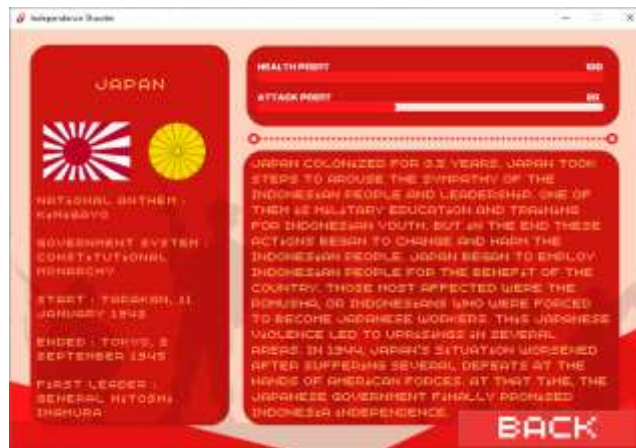 Independence Shooter
JAPAN
NATIONAL ANTHEM :
KIMIGAYO
GOVERNMENT SYSTEM :
CONSTITUTIONAL
MONARCHY
START : TARAKAN, 11
JANUARY 1942
ENDED : TOKYO, 2
SEPTEMBER 1945
FIRST LEADER :
GENERAL HITOSHI
IMAMURA
HEALTH POINT 100
ATTACK POINT
JAPAN COLONIZED FOR 3.5 YEARS. JAPAN TOOK
STEPS TO AROUSE THE SYMPATHY OF THE
INDONESIAN PEOPLE AND LEADERSHIP. ONE OF
THEM IS MILITARY EDUCATION AND TRAINING
FOR INDONESIAN YOUTH. BUT IN THE END THESE
ACTIONS BEGAN TO CHANGE AND HARM THE
INDONESIAN PEOPLE. JAPAN BEGAN TO EMPLOY
INDONESIAN PEOPLE FOR THE BENEFIT OF THE
COUNTRY. THOSE MOST AFFECTED WERE THE
ROMUSHA, OR INDONESIANS WHO WERE FORCED
TO BECOME JAPANESE WORKERS. THIS JAPANESE
VIOLENCE LED TO UPRISINGS IN SEVERAL
AREAS. IN 1944, JAPAN'S SITUATION WORSENED
AFTER SUFFERING SEVERAL DEFEATS AT THE
HANDS OF AMERICAN FORCES. AT THAT TIME, THE
JAPANESE GOVERNMENT FINALLY PROMISED
INDONESIA INDEPENDENCE.
BACK